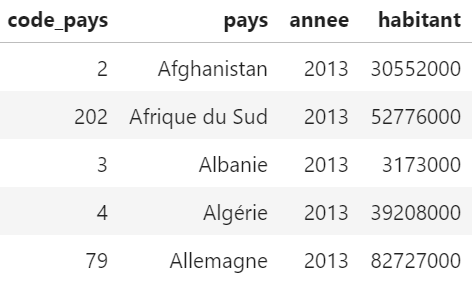 code_pays pays annee habitant
2 Afghanistan 2013 30552000
202 Afrique du Sud 2013 52776000
3 Albanie 2013 3173000
4 Algérie 2013 39208000
79 Allemagne 2013 82727000